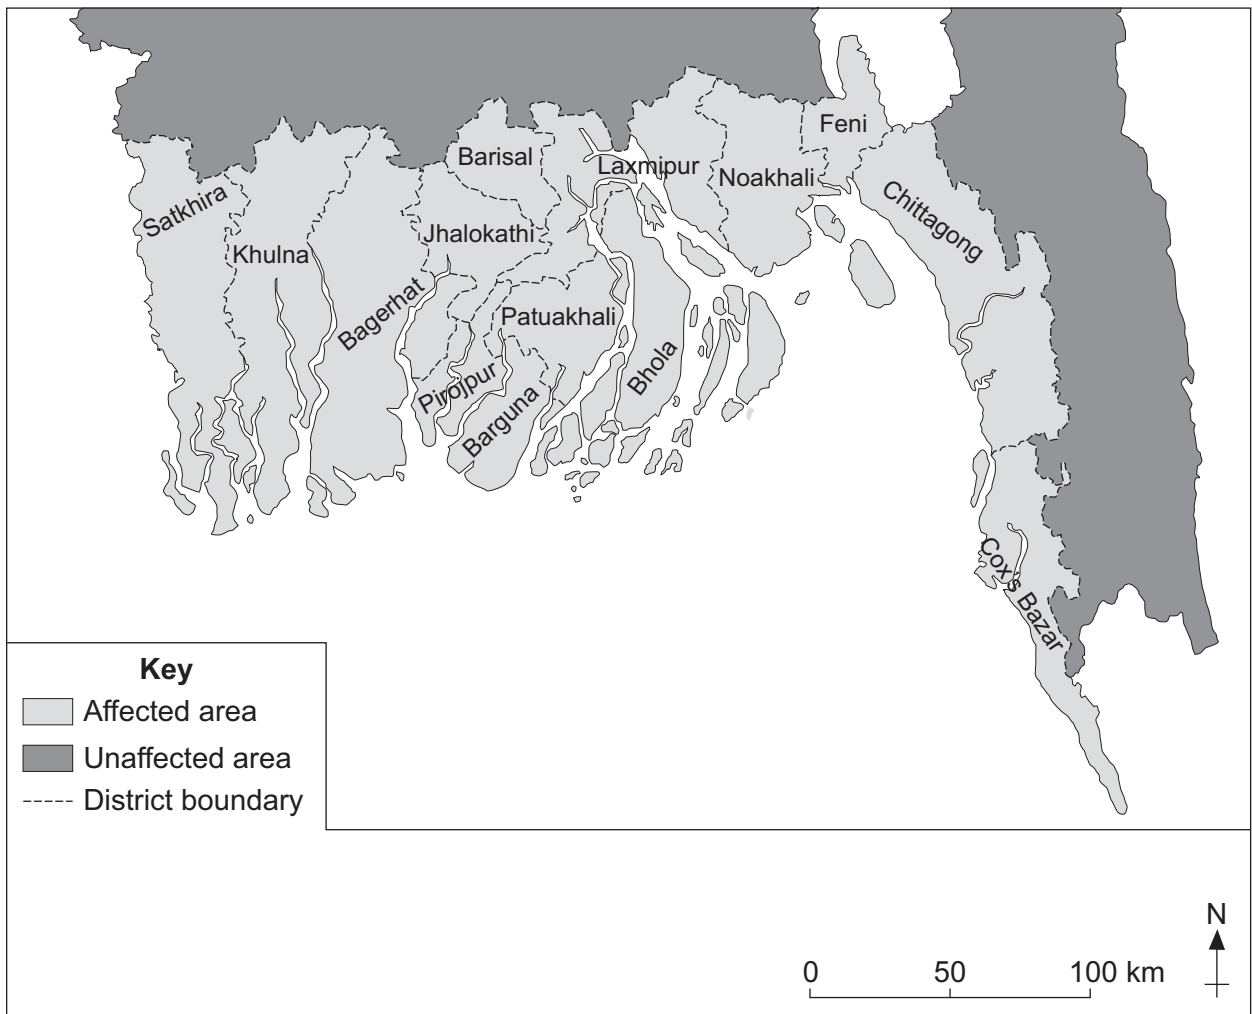 Feni
Barisal
Laxmipur
Noakhali
Satkhira
Chittagong
Jhalokathi
Khulna
Bagerhat
Patuakhali
Bhola
Pirojpur
Barguna
Cox's Bazar
Key
Affected area
Unaffected area
District boundary
N
0 50 100 km